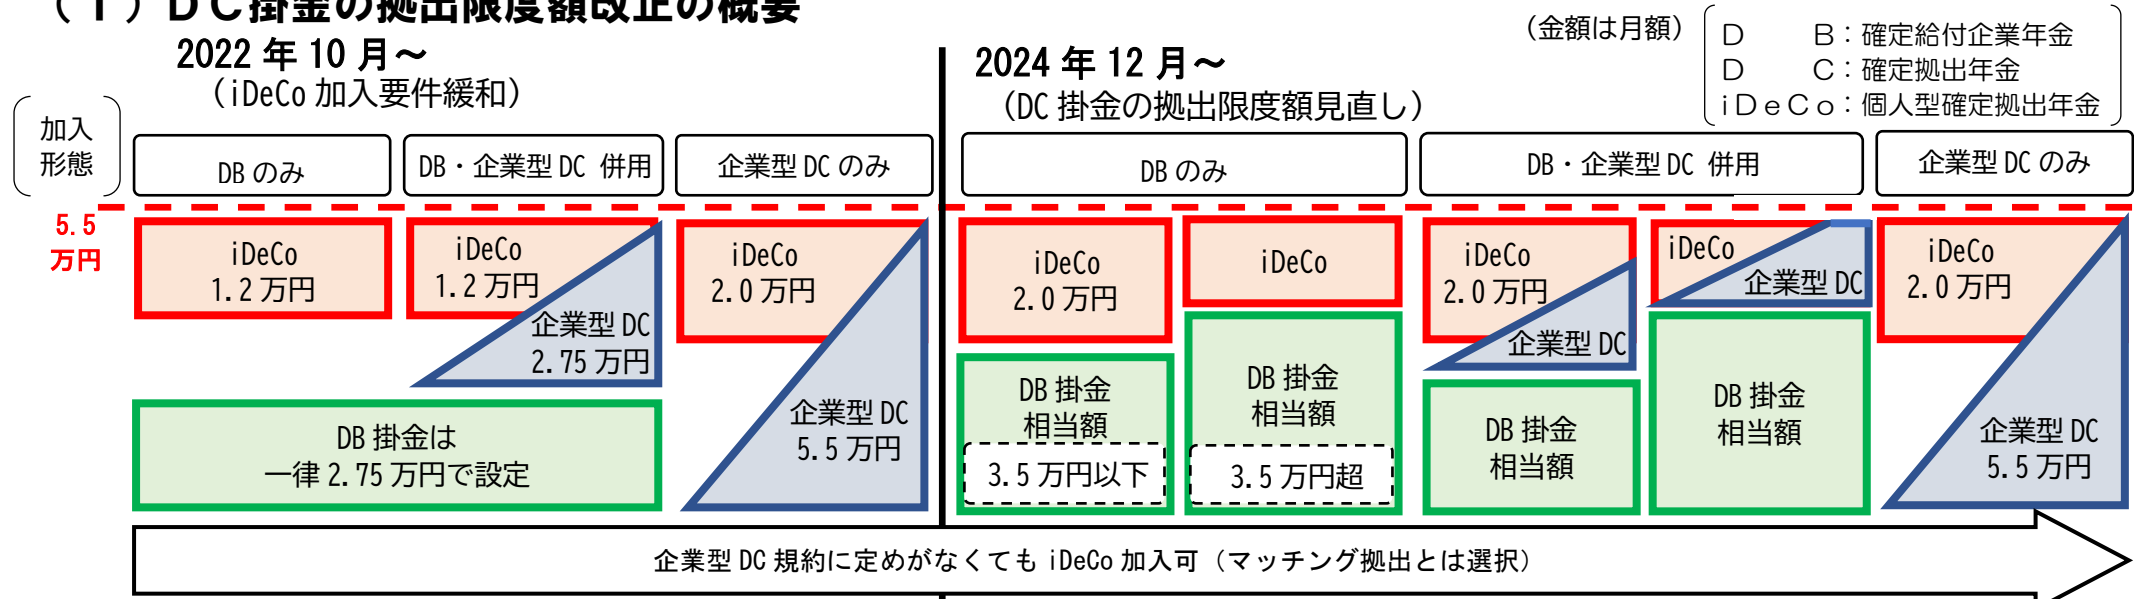 （１）ＤＣ掛金の拠出限度額改正の概要
（金額は月額）
Ｄ　　Ｂ：確定給付企業年金
Ｄ　　Ｃ：確定拠出年金
ｉＤｅＣｏ：個人型確定拠出年金
2022 年 10 月～
（iDeCo 加入要件緩和）
2024 年 12 月～
（DC 掛金の拠出限度額見直し）
加入
形態
DB のみ
DB・企業型 DC 併用
企業型 DC のみ
DB のみ
DB・企業型 DC 併用
企業型 DC のみ
5.5
万円
iDeCo
1.2 万円
iDeCo
1.2 万円
企業型 DC
2.75 万円
DB 掛金は
一律 2.75 万円で設定
iDeCo
2.0 万円
企業型 DC
5.5 万円
iDeCo
2.0 万円
DB 掛金
相当額
3.5 万円以下
iDeCo
DB 掛金
相当額
3.5 万円超
iDeCo
2.0 万円
企業型 DC
DB 掛金
相当額
iDeCo
企業型 DC
DB 掛金
相当額
iDeCo
2.0 万円
企業型 DC
5.5 万円
企業型 DC 規約に定めがなくても iDeCo 加入可（マッチング拠出とは選択）